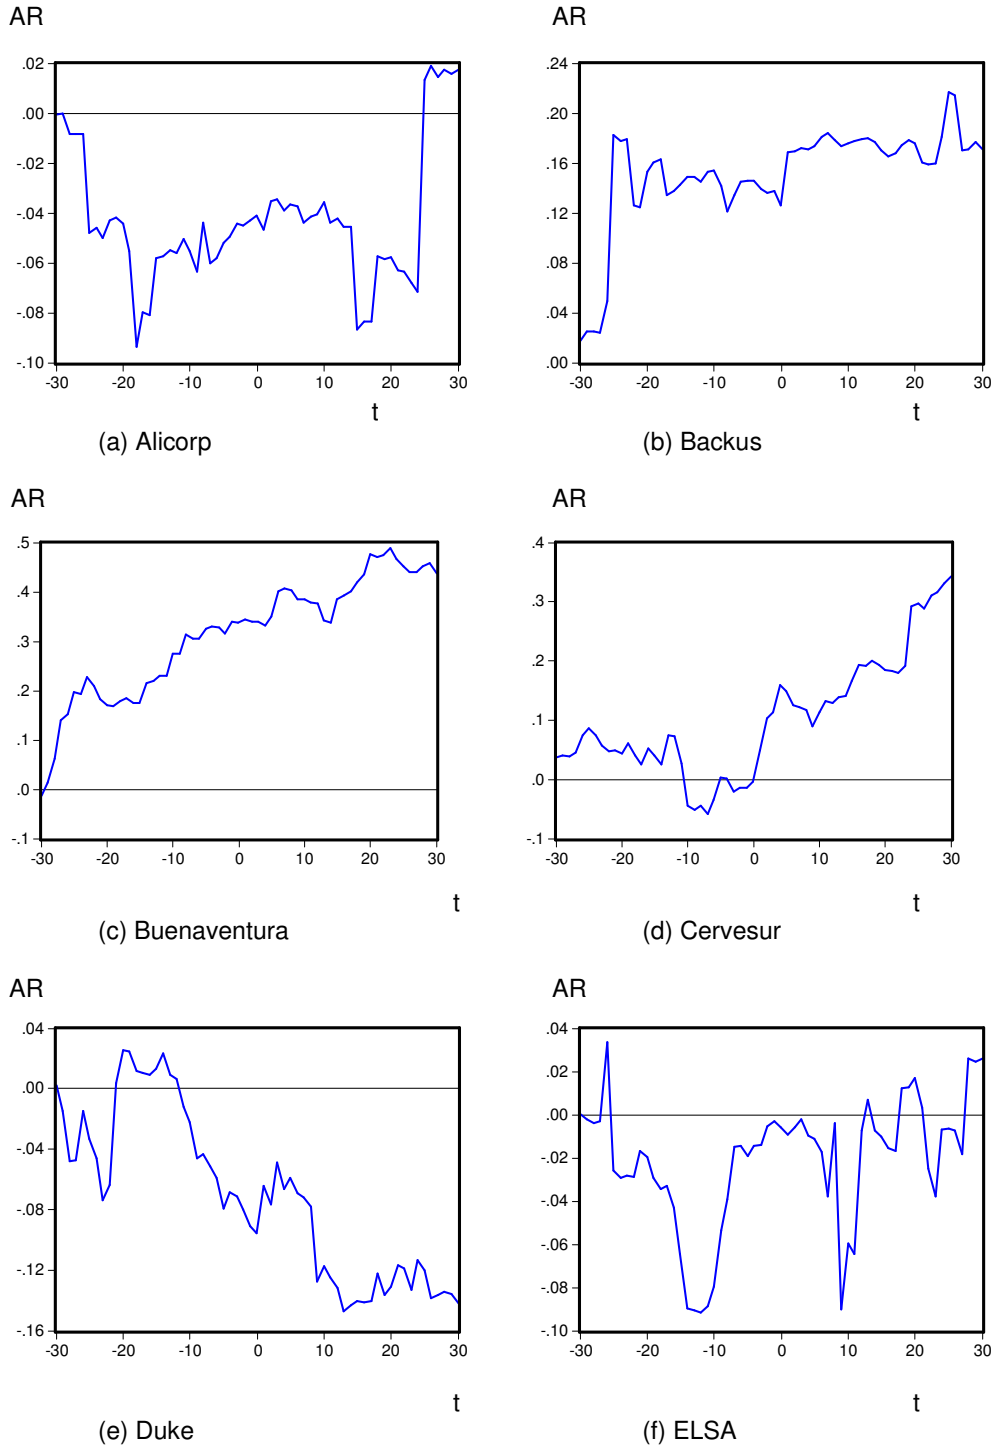 AR AR
.02
.00
-.02
-.04
-.06
-.08
-.10
-30 -20 -10 0 10 20 30
t
(a) Alicorp
.24
.20
.16
.12
.08
.04
.00
-30 -20 -10 0 10 20 30
t
(b) Backus
AR AR
.5
.4
.3
.2
.1
.0
-.1
-30 -20 -10 0 10 20 30
t
(c) Buenaventura
.4
.3
.2
.1
.0
-.1
-30 -20 -10 0 10 20 30
t
(d) Cervesur
AR AR
.04
.00
-.04
-.08
-.12
-.16
-30 -20 -10 0 10 20 30
t
(e) Duke
.04
.02
.00
-.02
-.04
-.06
-.08
-.10
-30 -20 -10 0 10 20 30
t
(f) ELSA